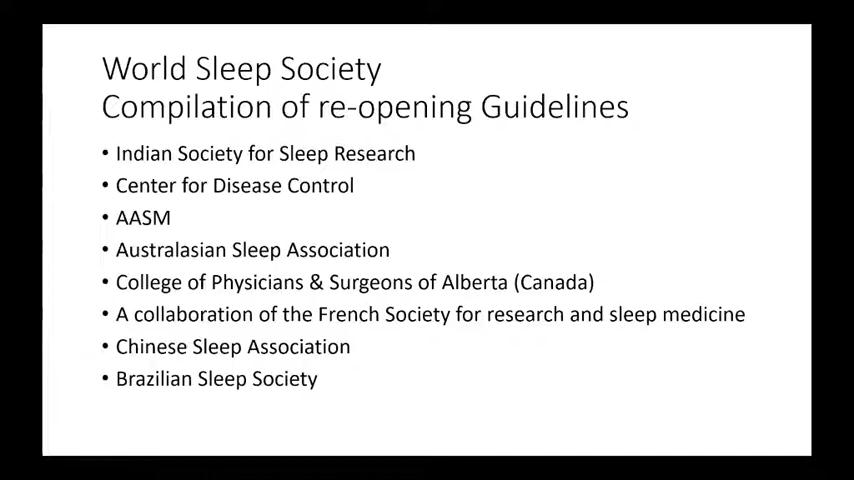 World Sleep Society
Compilation of re-opening Guidelines
• Indian Society for Sleep Research
• Center for Disease Control
• AASM
• Australasian Sleep Association
• College of Physicians & Surgeons of Alberta (Canada)
• A collaboration of the French Society for research and sleep medicine
• Chinese Sleep Association
• Brazilian Sleep Society